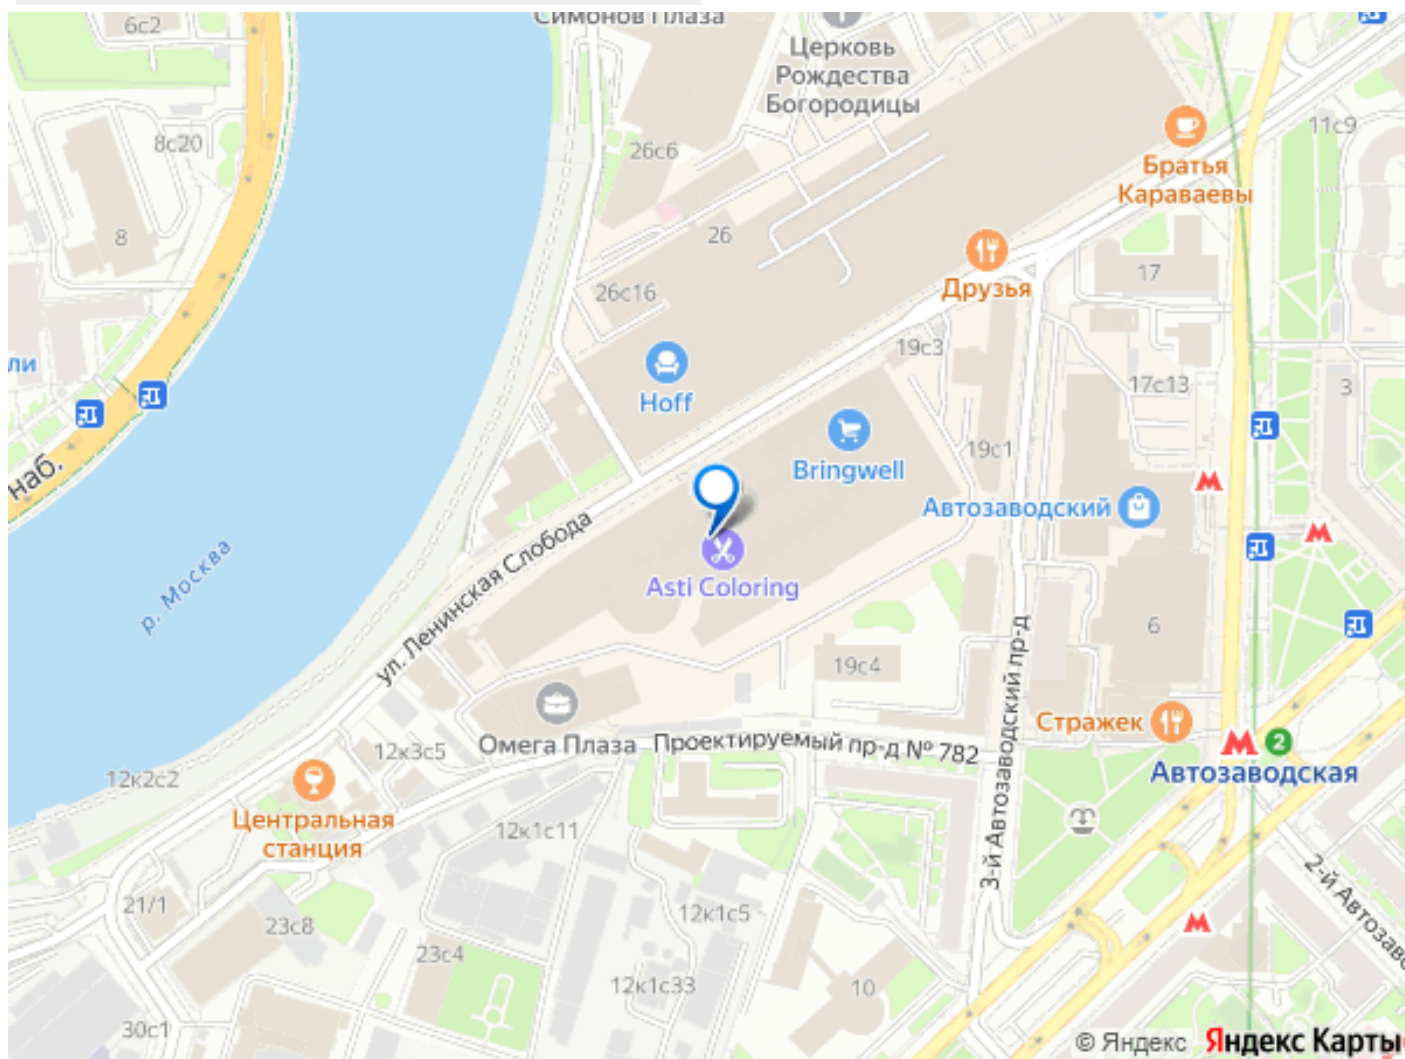 6с2
Симонов Плаза
Церковь
Рождества
Богородицы
8с20
26с6
11с9
Братья
Караваевы
8
26
17
Друзья
26с16
19с3
ли
Hoff
17с13
3
Bringwell
19с1
наб.
Автозаводский
р. Москва
ул. Ленинская Слобода
Asti Coloring
6
19с4
3-й Автозаводский пр-д
Стражек
Омега Плаза
Проектируемый пр-д № 782
12к3с5
2
Автозаводская
12к2с2
Центральная
станция
12к1с11
2-й Автозаво
21/1
23с8
12к1с5
23с4
12к1с33
10
30с1
© Яндекс Яндекс Карты